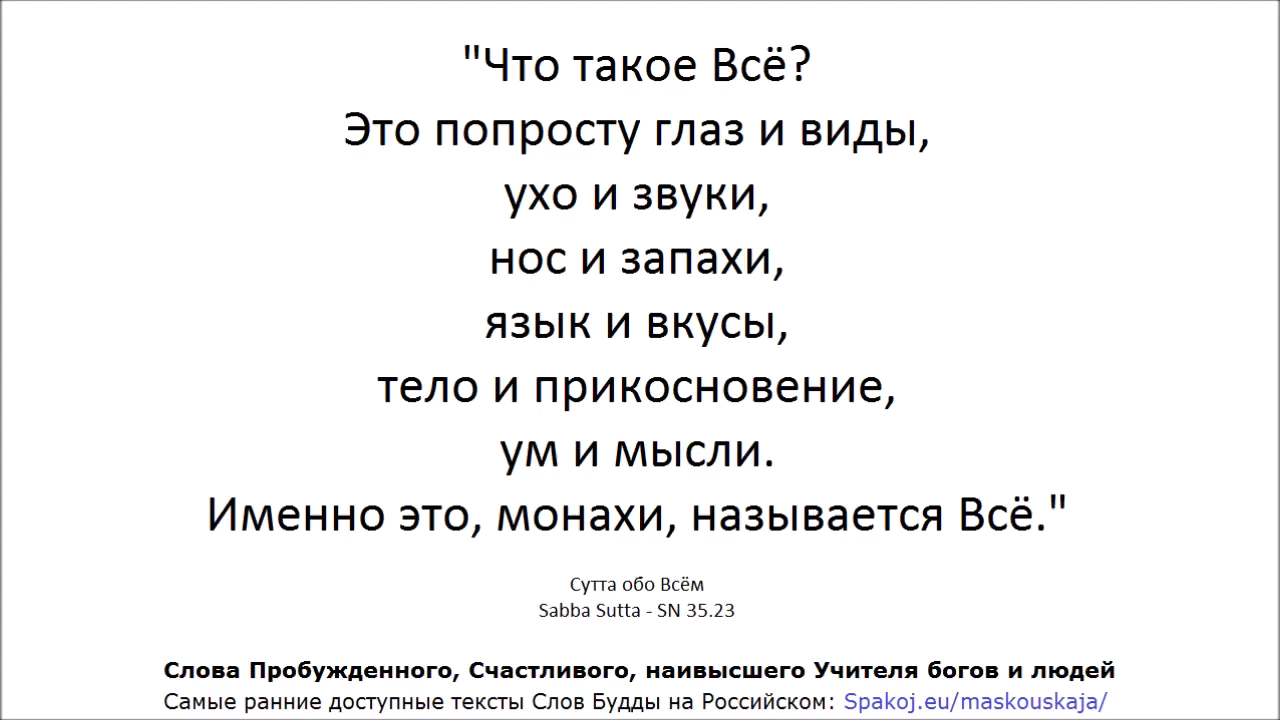 "Что такое Всё?
Это попросту глаз и виды,
ухо и звуки,
нос и запахи,
язык и вкусы,
тело и прикосновение,
ум и мысли.
Именно это, монахи, называется Всё."
Сутта обо Всём
Sabba Sutta - SN 35.23
Слова Пробужденного, Счастливого, наивысшего Учителя богов и людей
Самые ранние доступные тексты Слов Будды на Российском: Spakoj.eu/maskouskaja/